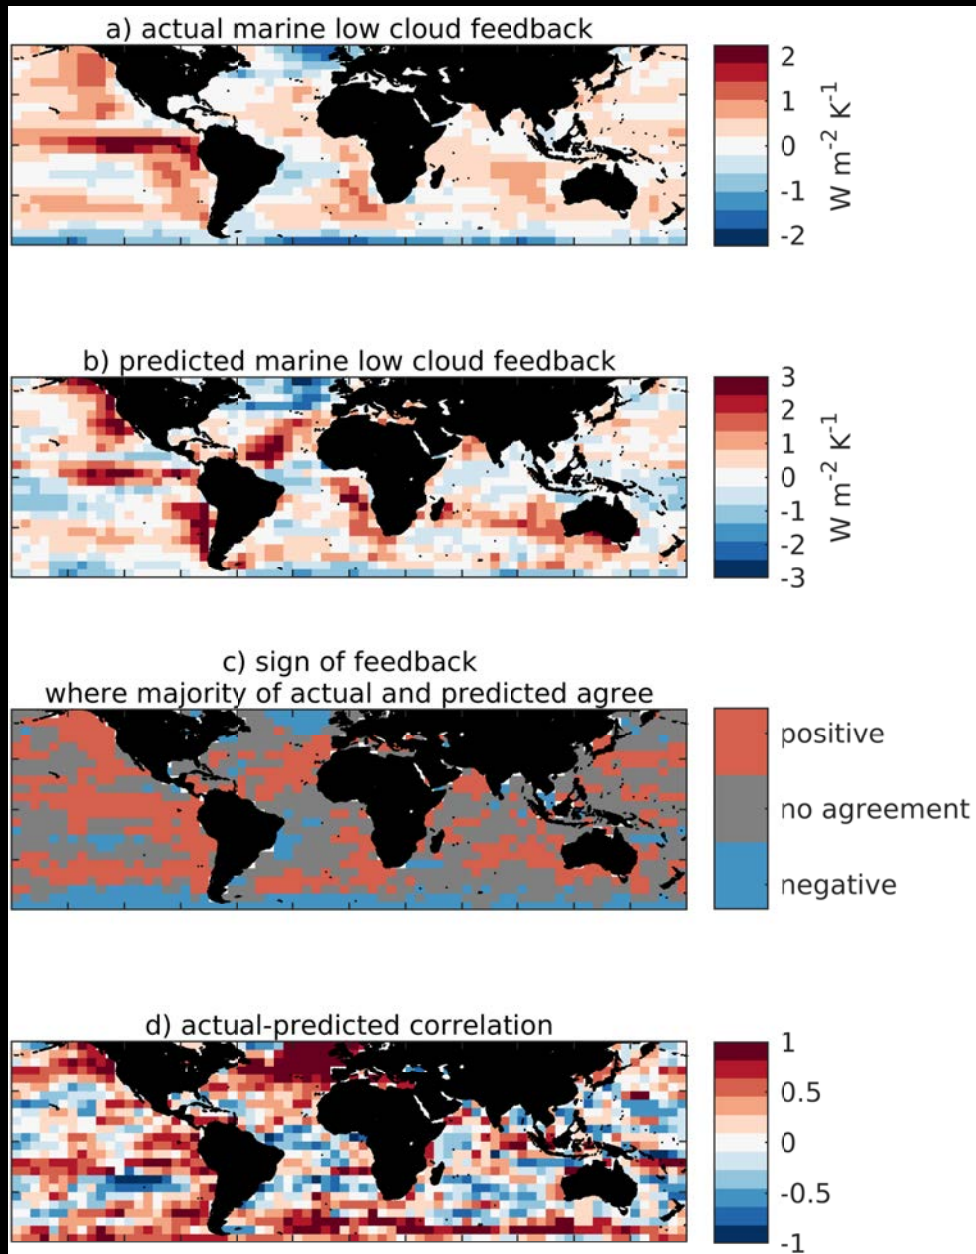 a) actual marine low cloud feedback
2
1
0
-1
-2
W m-2 K-1
b) predicted marine low cloud feedback
3
2
1
0
-1
-2
-3
W m-2 K-1
c) sign of feedback
where majority of actual and predicted agree
positive
no agreement
negative
d) actual-predicted correlation
1
0.5
0
-0.5
-1